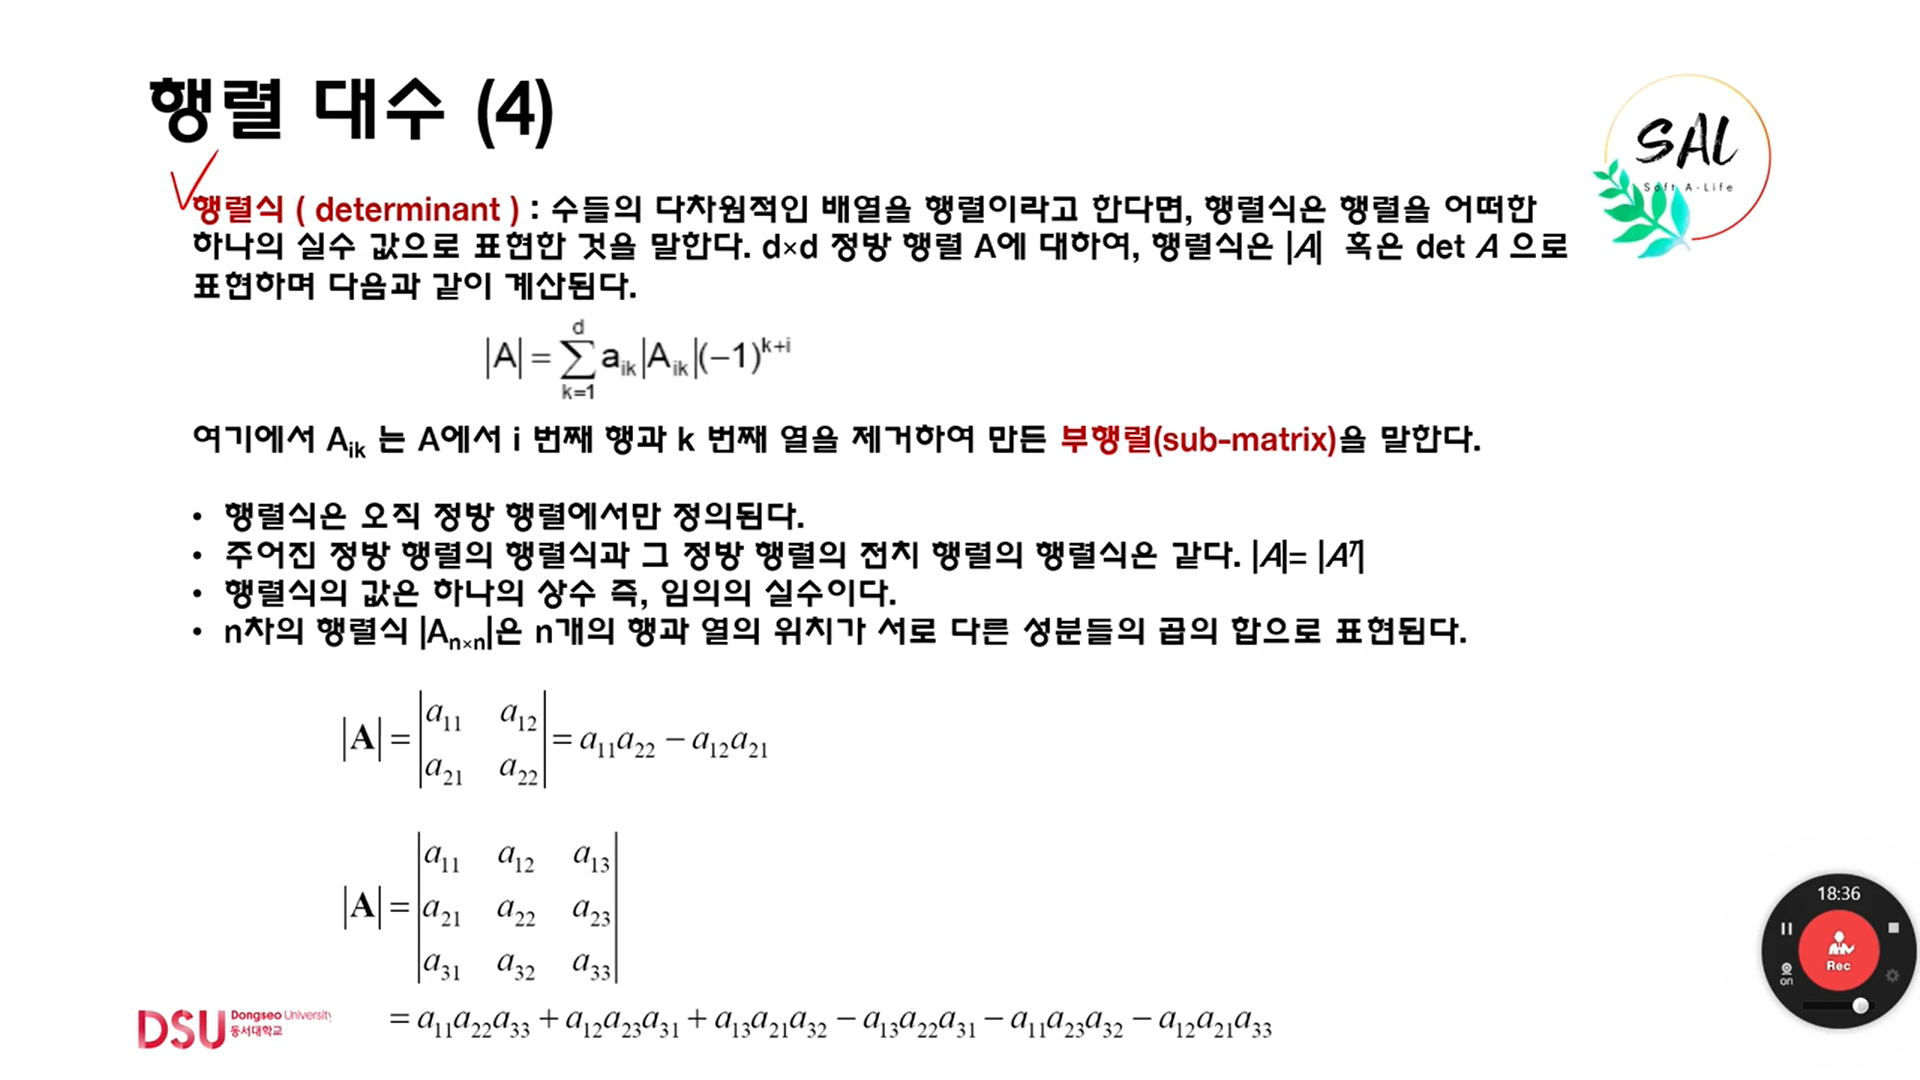 행렬 대수 (4)
SAL
Soft A-Life
행렬식 ( determinant ) : 수들의 다차원적인 배열을 행렬이라고 한다면, 행렬식은 행렬을 어떠한
하나의 실수 값으로 표현한 것을 말한다. d×d 정방 행렬 A에 대하여, 행렬식은 |A| 혹은 det A 으로
표현하며 다음과 같이 계산된다.
|A| = ∑_{k=1}^{d} a_{ik}|A_{ik}|(−1)^{k+i}
여기에서 A_{ik} 는 A에서 i 번째 행과 k 번째 열을 제거하여 만든 부행렬(sub-matrix)을 말한다.
• 행렬식은 오직 정방 행렬에서만 정의된다.
• 주어진 정방 행렬의 행렬식과 그 정방 행렬의 전치 행렬의 행렬식은 같다. |A|= |A^T|
• 행렬식의 값은 하나의 상수 즉, 임의의 실수이다.
• n차의 행렬식 |A_{n×n}|은 n개의 행과 열의 위치가 서로 다른 성분들의 곱의 합으로 표현된다.
a_{11} a_{12}
|A| = = a_{11}a_{22} − a_{12}a_{21}
a_{21} a_{22}
a_{11} a_{12} a_{13}
|A| = a_{21} a_{22} a_{23}
a_{31} a_{32} a_{33}
= a_{11}a_{22}a_{33} + a_{12}a_{23}a_{31} + a_{13}a_{21}a_{32} − a_{13}a_{22}a_{31} − a_{11}a_{23}a_{32} − a_{12}a_{21}a_{33}
DSU Dongseo University
동서대학교
18:36
Rec
on